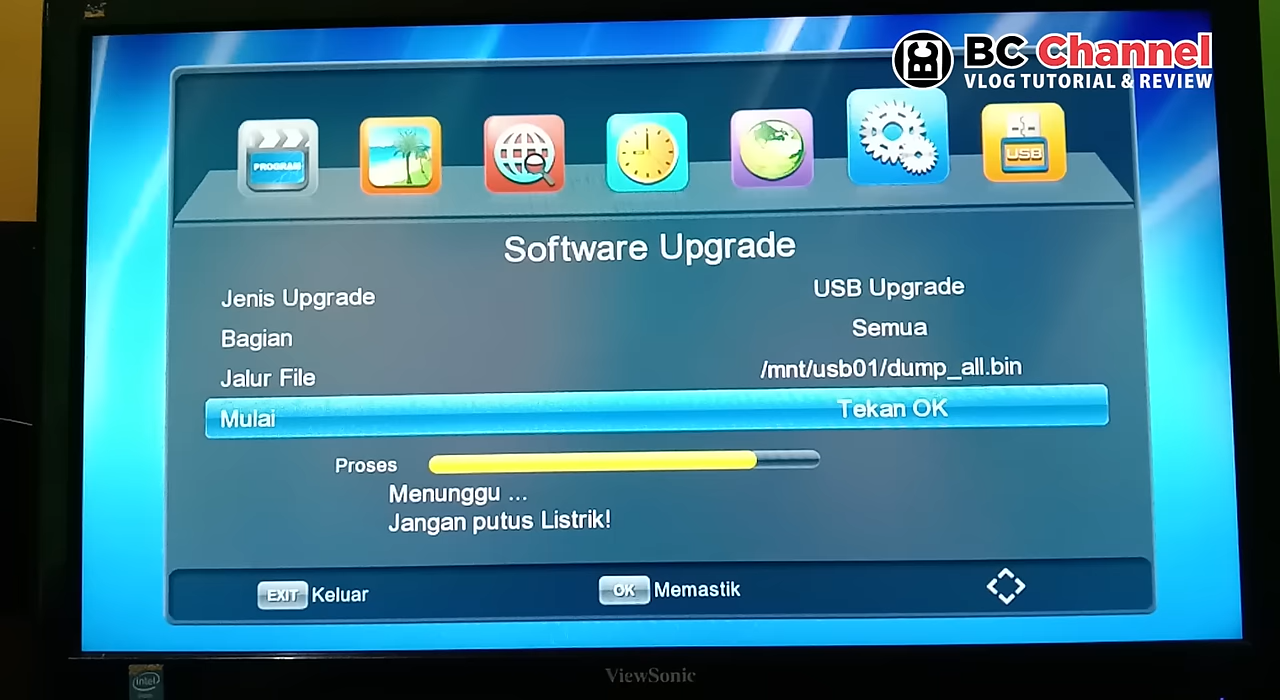 BC Channel
VLOG TUTORIAL & REVIEW
PROGRAM
USB
Software Upgrade
Jenis Upgrade USB Upgrade
Bagian Semua
Jalur File /mnt/usb01/dump_all.bin
Mulai Tekan OK
Proses
Menunggu ...
Jangan putus Listrik!
EXIT Keluar OK Memastik
intel
ViewSonic